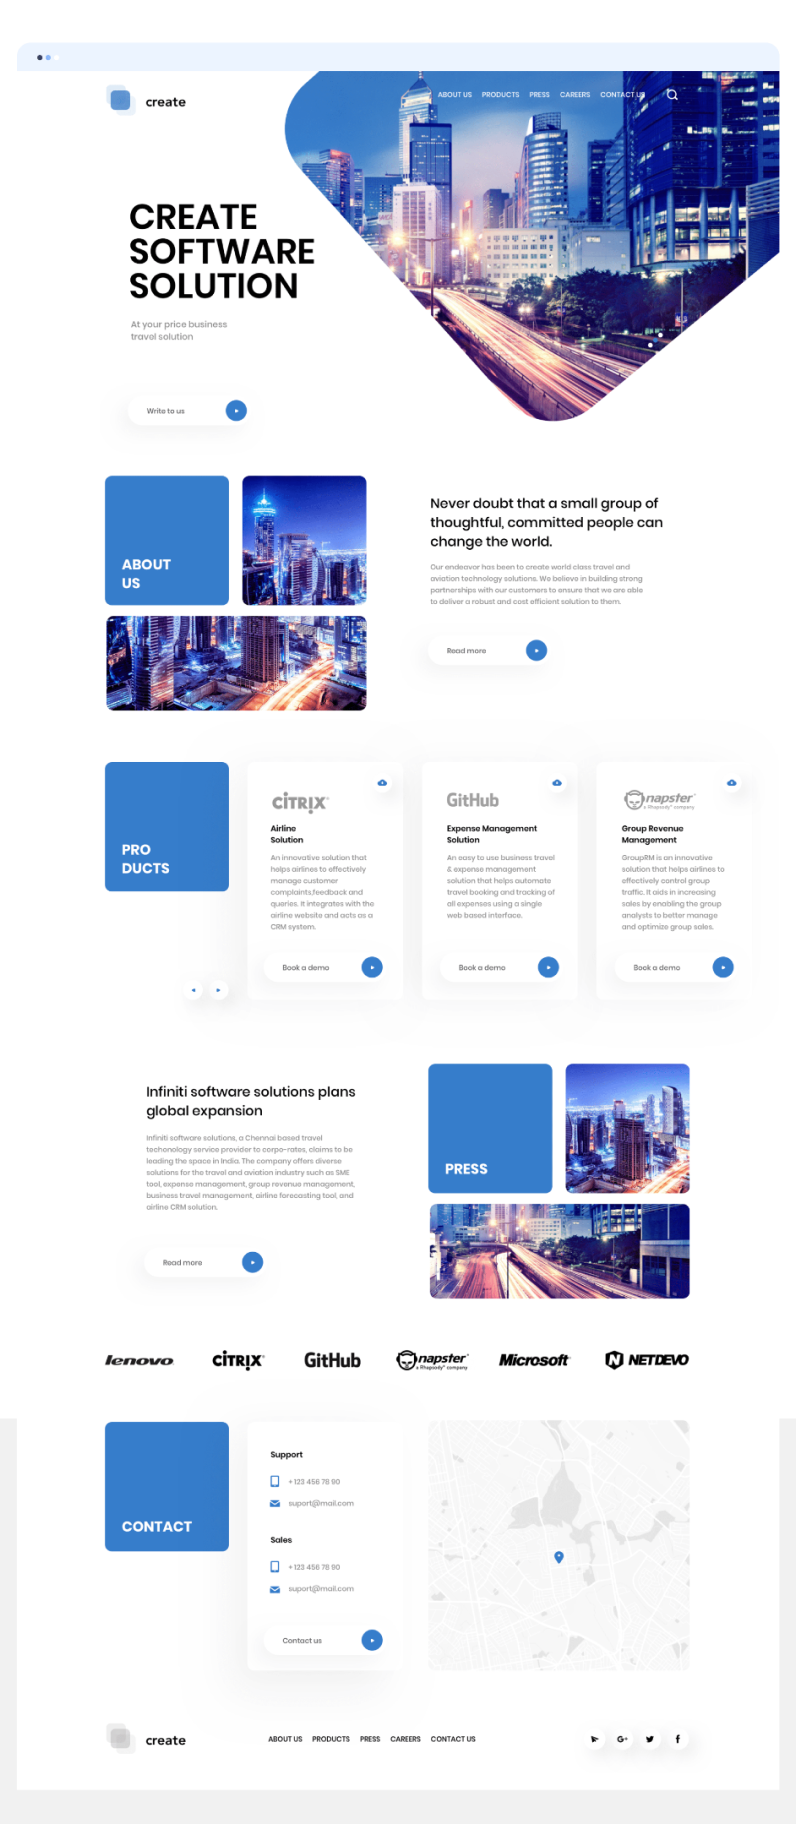 create
ABOUT US PRODUCTS PRESS CAREERS CONTACT US
CREATE
SOFTWARE
SOLUTION
At your price business
travel solution
Write to us
ABOUT
US
Never doubt that a small group of
thoughtful, committed people can
change the world.
Our endeavor has been to create world class travel and
aviation technology solutions. We believe in building strong
partnerships with our customers to ensure that we are able
to deliver a robust and cost efficient solution to them.
Read more
PRO
DUCTS
CİTRIX
Airline
Solution
An innovative solution that
helps airlines to effectively
manage customer
complaints,feedback and
queries. It integrates with the
airline website and acts as a
CRM system.
Book a demo
GitHub
Expense Management
Solution
An easy to use business travel
& expense management
solution that helps automate
travel booking and tracking of
all expenses using a single
web based interface.
Book a demo
napster
a Rhapsody company
Group Revenue
Management
GroupRM is an innovative
solution that helps airlines to
effectively control group
traffic. It aids in increasing
sales by enabling the group
analysts to better manage
and optimize group sales.
Book a demo
Infiniti software solutions plans
global expansion
Infiniti software solutions, a Chennai based travel
techonology service provider to corpo-rates, claims to be
leading the space in India. The company offers diverse
solutions for the travel and aviation industry such as SME
tool, expense management, group revenue management,
business travel management, airline forecasting tool, and
airline CRM solution.
Read more
PRESS
lenovo CİTRIX GitHub napster a Rhapsody company Microsoft NETDEVO
CONTACT
Support
+ 123 456 78 90
suport@mail.com
Sales
+ 123 456 78 90
suport@mail.com
Contact us
create
ABOUT US PRODUCTS PRESS CAREERS CONTACT US
G+ f